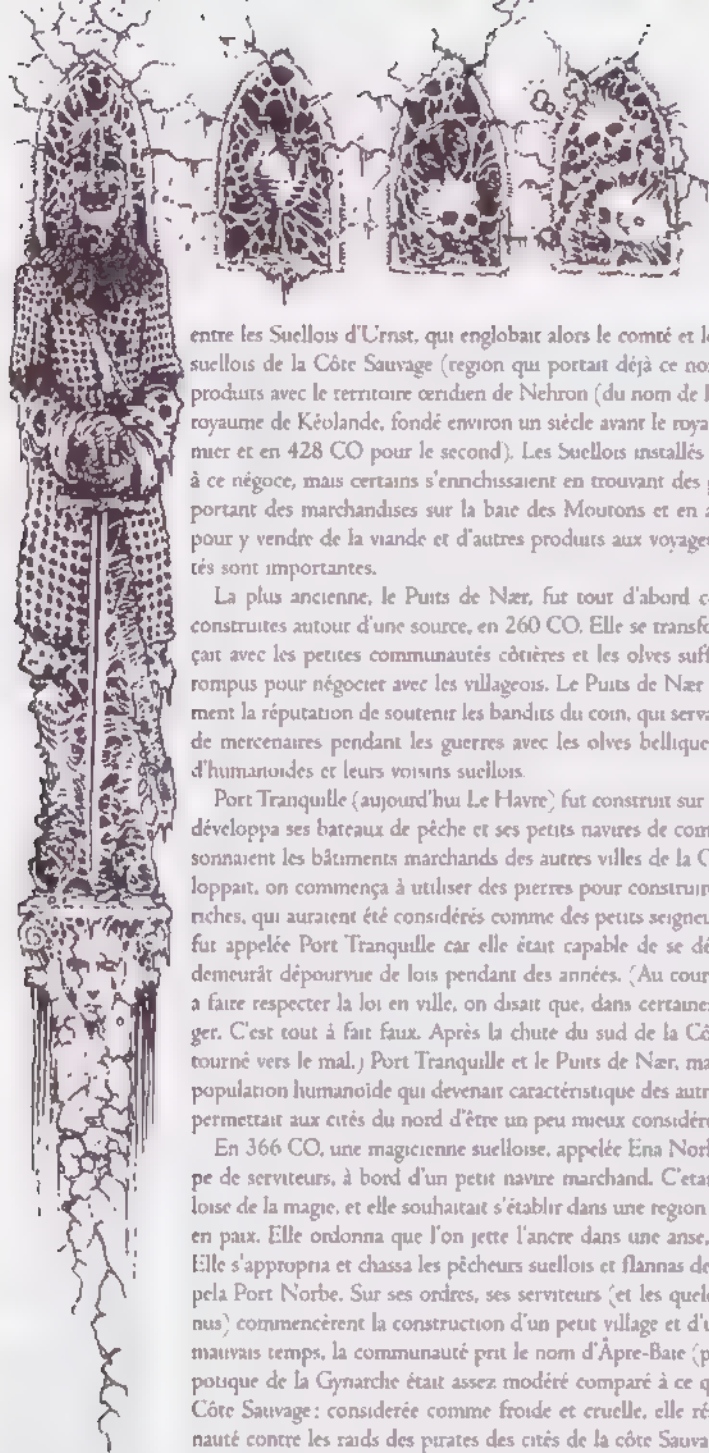 entre les Suellois d'Urnst, qui englobait alors le comté et le
suellois de la Côte Sauvage (region qui portait déjà ce no
produits avec le territoire œridien de Nehron (du nom de l
royaume de Kéolande, fondé environ un siècle avant le roya
mier et en 428 CO pour le second). Les Suellois installés
à ce négoce, mais certains s'enrichissaient en trouvant des
portant des marchandises sur la baie des Moutons et en a
pour y vendre de la viande et d'autres produits aux voyage
tés sont importantes.
La plus ancienne, le Puits de Nær, fut tout d'abord c
construites autour d'une source, en 260 CO. Elle se transfo
çait avec les petites communautés côtières et les olves suff
rompus pour négocier avec les villageois. Le Puits de Nær
ment la réputation de soutenir les bandits du coin, qui serva
de mercenaires pendant les guerres avec les olves bellique
d'humanoïdes et leurs voisins suellois.
Port Tranquille (aujourd'hui Le Havre) fut construit sur
développa ses bateaux de pêche et ses petits navires de com
sonnaient les bâtiments marchands des autres villes de la C
loppait, on commença à utiliser des pierres pour construir
riches, qui auraient été considérés comme des petits seigneu
fut appelée Port Tranquille car elle était capable de se dé
demeurât dépourvue de lois pendant des années. (Au cour
a faire respecter la loi en ville, on disait que, dans certaine
ger. C'est tout à fait faux. Après la chute du sud de la Cô
tourné vers le mal.) Port Tranquille et le Puits de Nær, ma
population humanoïde qui devenait caractéristique des autr
permettait aux cités du nord d'être un peu mieux considéré
En 366 CO, une magicienne suelloise, appelée Ena Norb
pe de serviteurs, à bord d'un petit navire marchand. C'etai
loise de la magie, et elle souhaitait s'établir dans une region
en paix. Elle ordonna que l'on jette l'ancre dans une anse,
Elle s'appropria et chassa les pêcheurs suellois et flannas de
pela Port Norbe. Sur ses ordres, ses serviteurs (et les quel
nus) commencèrent la construction d'un petit village et d'u
mauvais temps, la communauté prit le nom d'Âpre-Baie (p
potique de la Gynarche était assez modéré comparé à ce q
Côte Sauvage : considerée comme froide et cruelle, elle ré
nauté contre les raids des pirates des cités de la côte Sauva